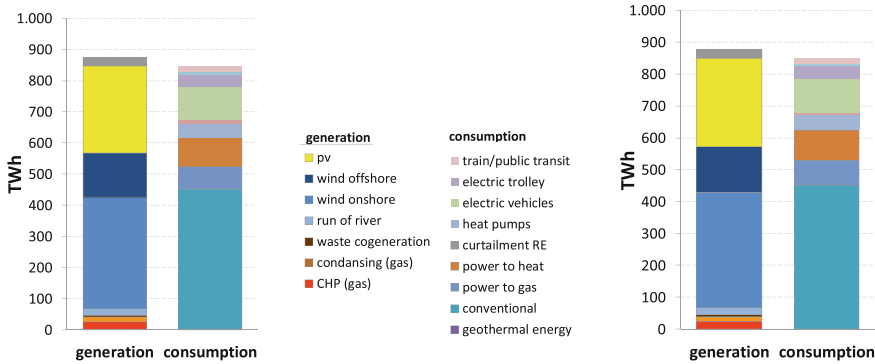 1.000
900
800
700
600
500
400
300
200
100
0
TWh
generation consumption
generation
pv
wind offshore
wind onshore
run of river
waste cogeneration
condansing (gas)
CHP (gas)
consumption
train/public transit
electric trolley
electric vehicles
heat pumps
curtailment RE
power to heat
power to gas
conventional
geothermal energy
1.000
900
800
700
600
500
400
300
200
100
0
TWh
generation consumption